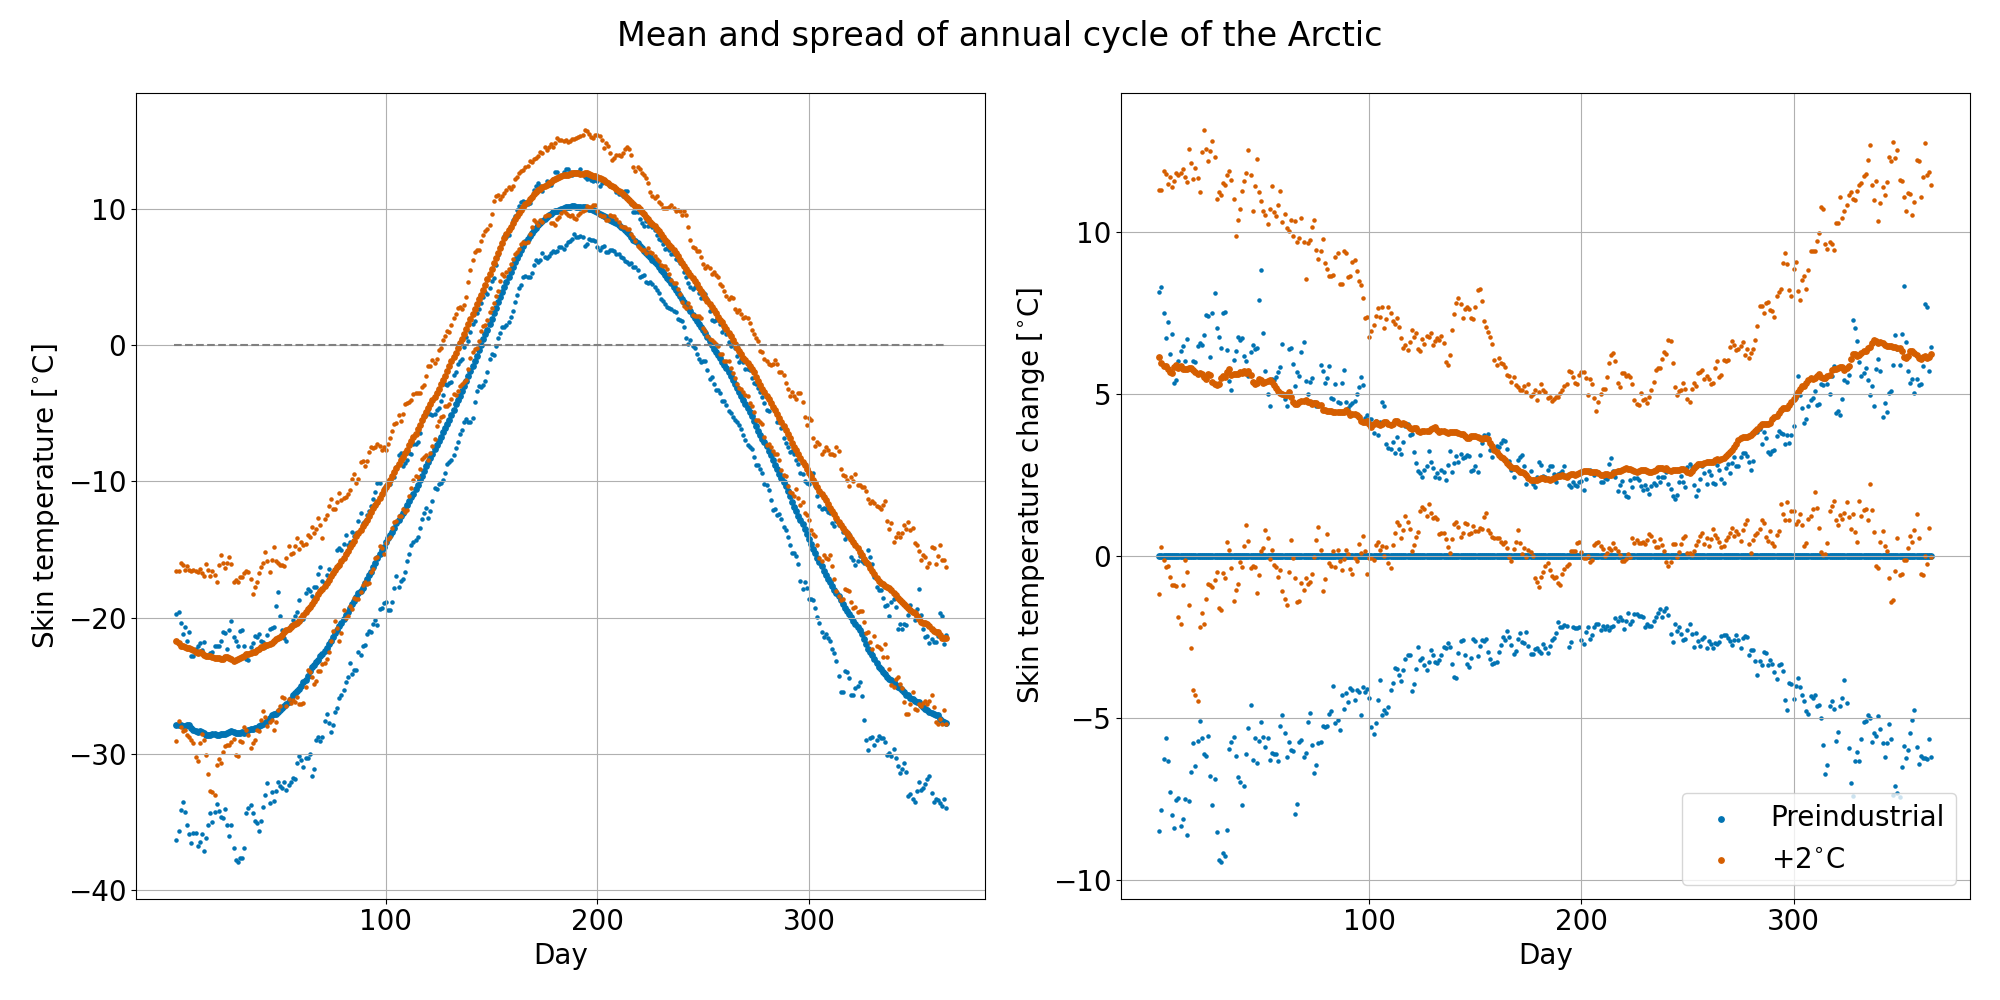 Mean and spread of annual cycle of the Arctic
Skin temperature [°C]
10
0
−10
−20
−30
−40
100
200
300
Day
Skin temperature change [°C]
10
5
0
−5
−10
100
200
300
Day
Preindustrial
+2°C